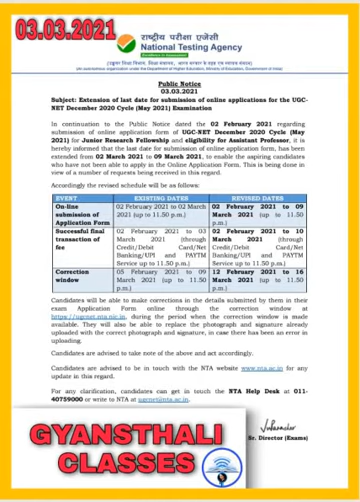 03.03.2021
राष्ट्रीय परीक्षा एजेंसी
National Testing Agency
Excellence in Assessment
(An autonomous organization under the Department of Higher Education, Ministry of Education, Government of India)
Public Notice
03.03.2021
Subject: Extension of last date for submission of online applications for the UGC-
NET December 2020 Cycle (May 2021) Examination
In continuation to the Public Notice dated the 02 February 2021 regarding
submission of online application form of UGC-NET December 2020 Cycle (May
2021) for Junior Research Fellowship and eligibility for Assistant Professor, it is
hereby informed that the last date for submission of online application form, has been
extended from 02 March 2021 to 09 March 2021, to enable the aspiring candidates
who have not been able to apply in the Online Application Form. This is being done in
view of a number of requests being received in this regard.
Accordingly the revised schedule will be as follows:
EVENT EXISTING DATES REVISED DATES
On-line 02 February 2021 to 02 March 02 February 2021 to 09
submission of 2021 (up to 11.50 p.m.) March 2021 (up to 11.50
Application Form p.m.)
Successful final 02 February 2021 to 03 02 February 2021 to 10
transaction of March 2021 (through March 2021 (through
fee Credit/Debit Card/Net Credit/Debit Card/Net
Banking/UPI and PAYTM Banking/UPI and PAYTM
Service up to 11.50 p.m.) Service up to 11.50 p.m.)
Correction 05 February 2021 to 09 12 February 2021 to 16
window March 2021 (up to 11.50 March 2021 (up to 11.50
p.m.) p.m.)
Candidates will be able to make corrections in the details submitted by them in their
exam Application Form online through the correction window at
https://ugcnet.nta.nic.in, during the period when the correction window is made
available. They will also be able to replace the photograph and signature already
uploaded with the correct photograph and signature, in case there has been an error in
uploading.
Candidates are advised to take note of the above and act accordingly.
Candidates are advised to be in touch with the NTA website www.nta.ac.in for any
update in this regard.
For any clarification, candidates can get in touch the NTA Help Desk at 011-
40759000 or write to NTA at ugcnet@nta.ac.in.
Sr. Director (Exams)
GYANSTHALI
CLASSES